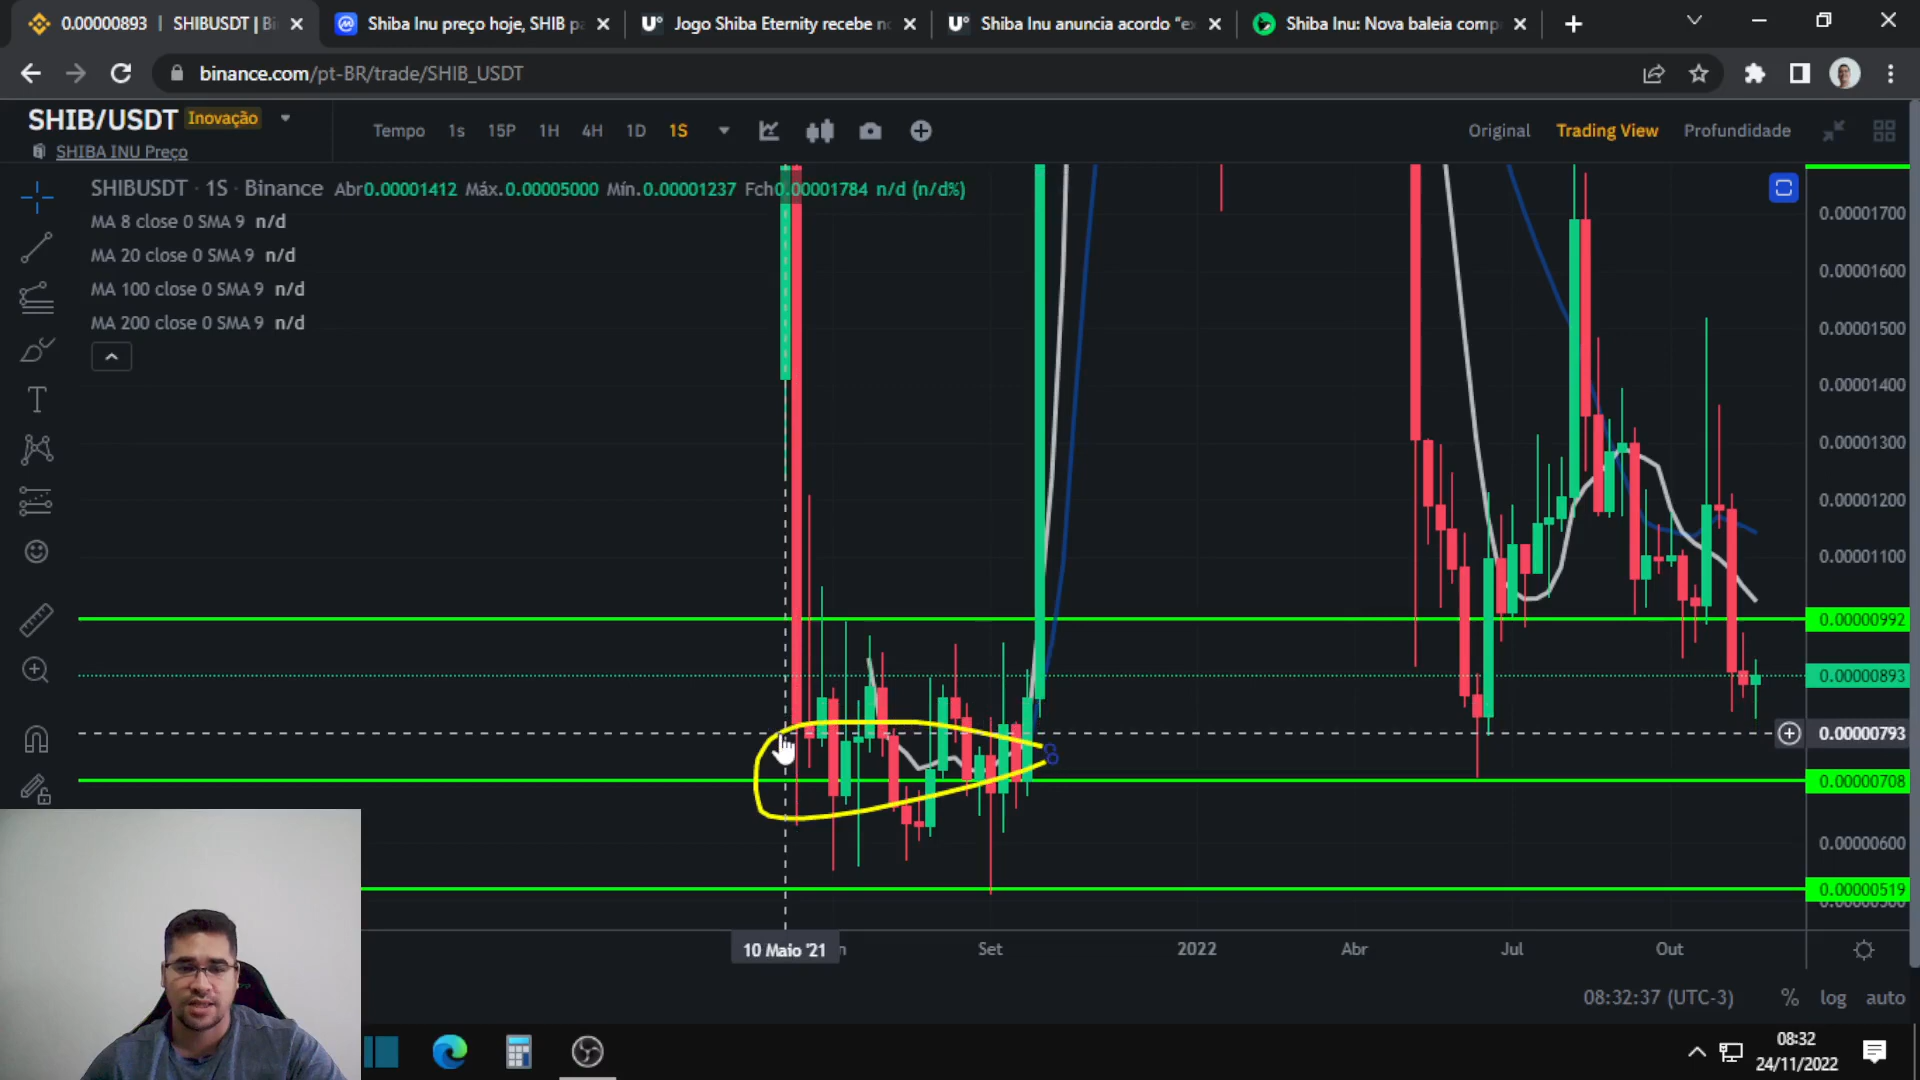 0.00000893 | SHIBUSDT | Bi
Shiba Inu preço hoje, SHIB pa
Jogo Shiba Eternity recebe no
Shiba Inu anuncia acordo "ex
Shiba Inu: Nova baleia comp
binance.com/pt-BR/trade/SHIB_USDT
SHIB/USDT Inovação
SHIBA INU Preço
Tempo 1s 15P 1H 4H 1D 1S
Original Trading View Profundidade
SHIBUSDT · 1S · Binance Abr0.00001412 Máx.0.00005000 Mín.0.00001237 Fch0.00001784 n/d (n/d%)
MA 8 close 0 SMA 9 n/d
MA 20 close 0 SMA 9 n/d
MA 100 close 0 SMA 9 n/d
MA 200 close 0 SMA 9 n/d
0.00001700
0.00001600
0.00001500
0.00001400
0.00001300
0.00001200
0.00001100
0.00000992
0.00000893
0.00000793
0.00000708
0.00000600
0.00000519
10 Maio '21 Set 2022 Abr Jul Out
08:32:37 (UTC-3) % log auto
08:32
24/11/2022